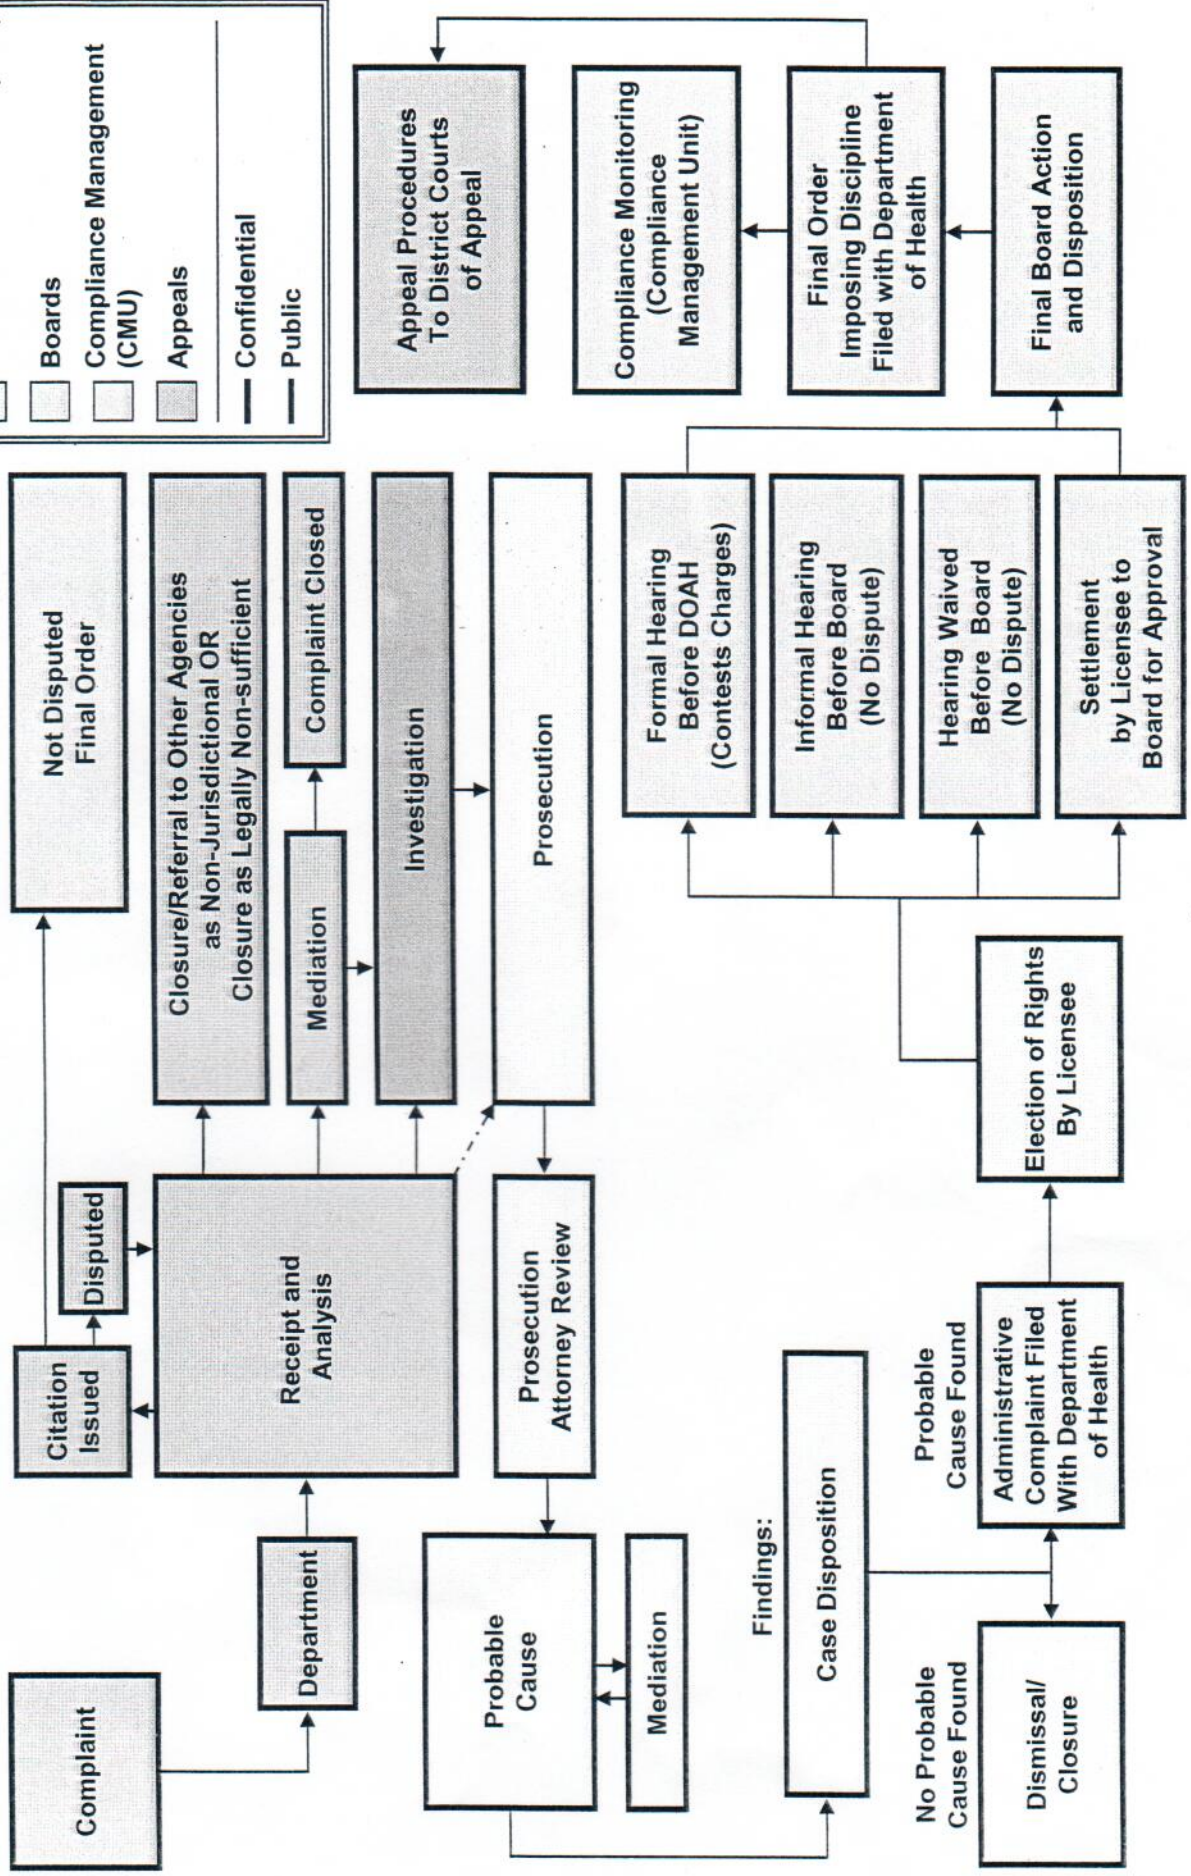 Boards
Compliance Management
(CMU)
Appeals
Confidential
Public
Complaint
Department
Citation
Issued
Disputed
Not Disputed
Final Order
Receipt and
Analysis
Closure/Referral to Other Agencies
as Non-Jurisdictional OR
Closure as Legally Non-sufficient
Mediation
Complaint Closed
Investigation
Prosecution
Prosecution
Attorney Review
Probable
Cause
Mediation
Findings:
Case Disposition
No Probable
Cause Found
Dismissal/
Closure
Probable
Cause Found
Administrative
Complaint Filed
With Department
of Health
Election of Rights
By Licensee
Formal Hearing
Before DOAH
(Contests Charges)
Informal Hearing
Before Board
(No Dispute)
Hearing Waived
Before Board
(No Dispute)
Settlement
by Licensee to
Board for Approval
Final Board Action
and Disposition
Final Order
Imposing Discipline
Filed with Department
of Health
Compliance Monitoring
(Compliance
Management Unit)
Appeal Procedures
To District Courts
of Appeal